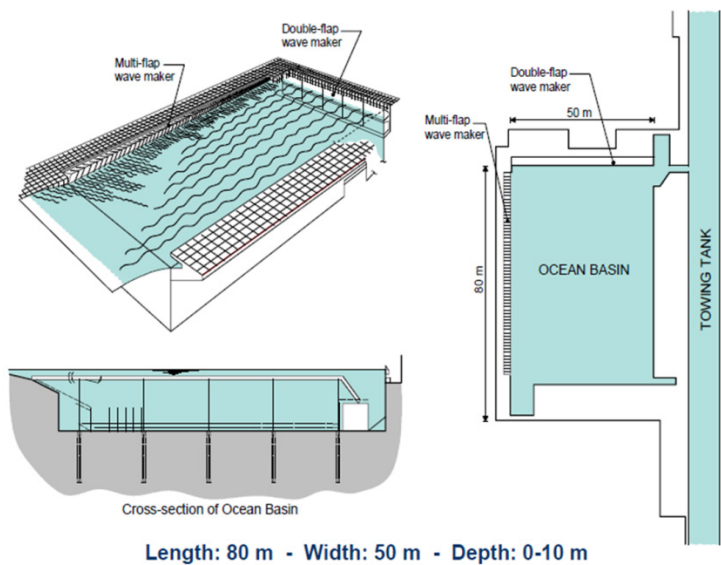 Double-flap
wave maker
Multi-flap
wave maker
Double-flap
wave maker
50 m
Multi-flap
wave maker
80 m
OCEAN BASIN
TOWING TANK
Cross-section of Ocean Basin
Length: 80 m - Width: 50 m - Depth: 0-10 m